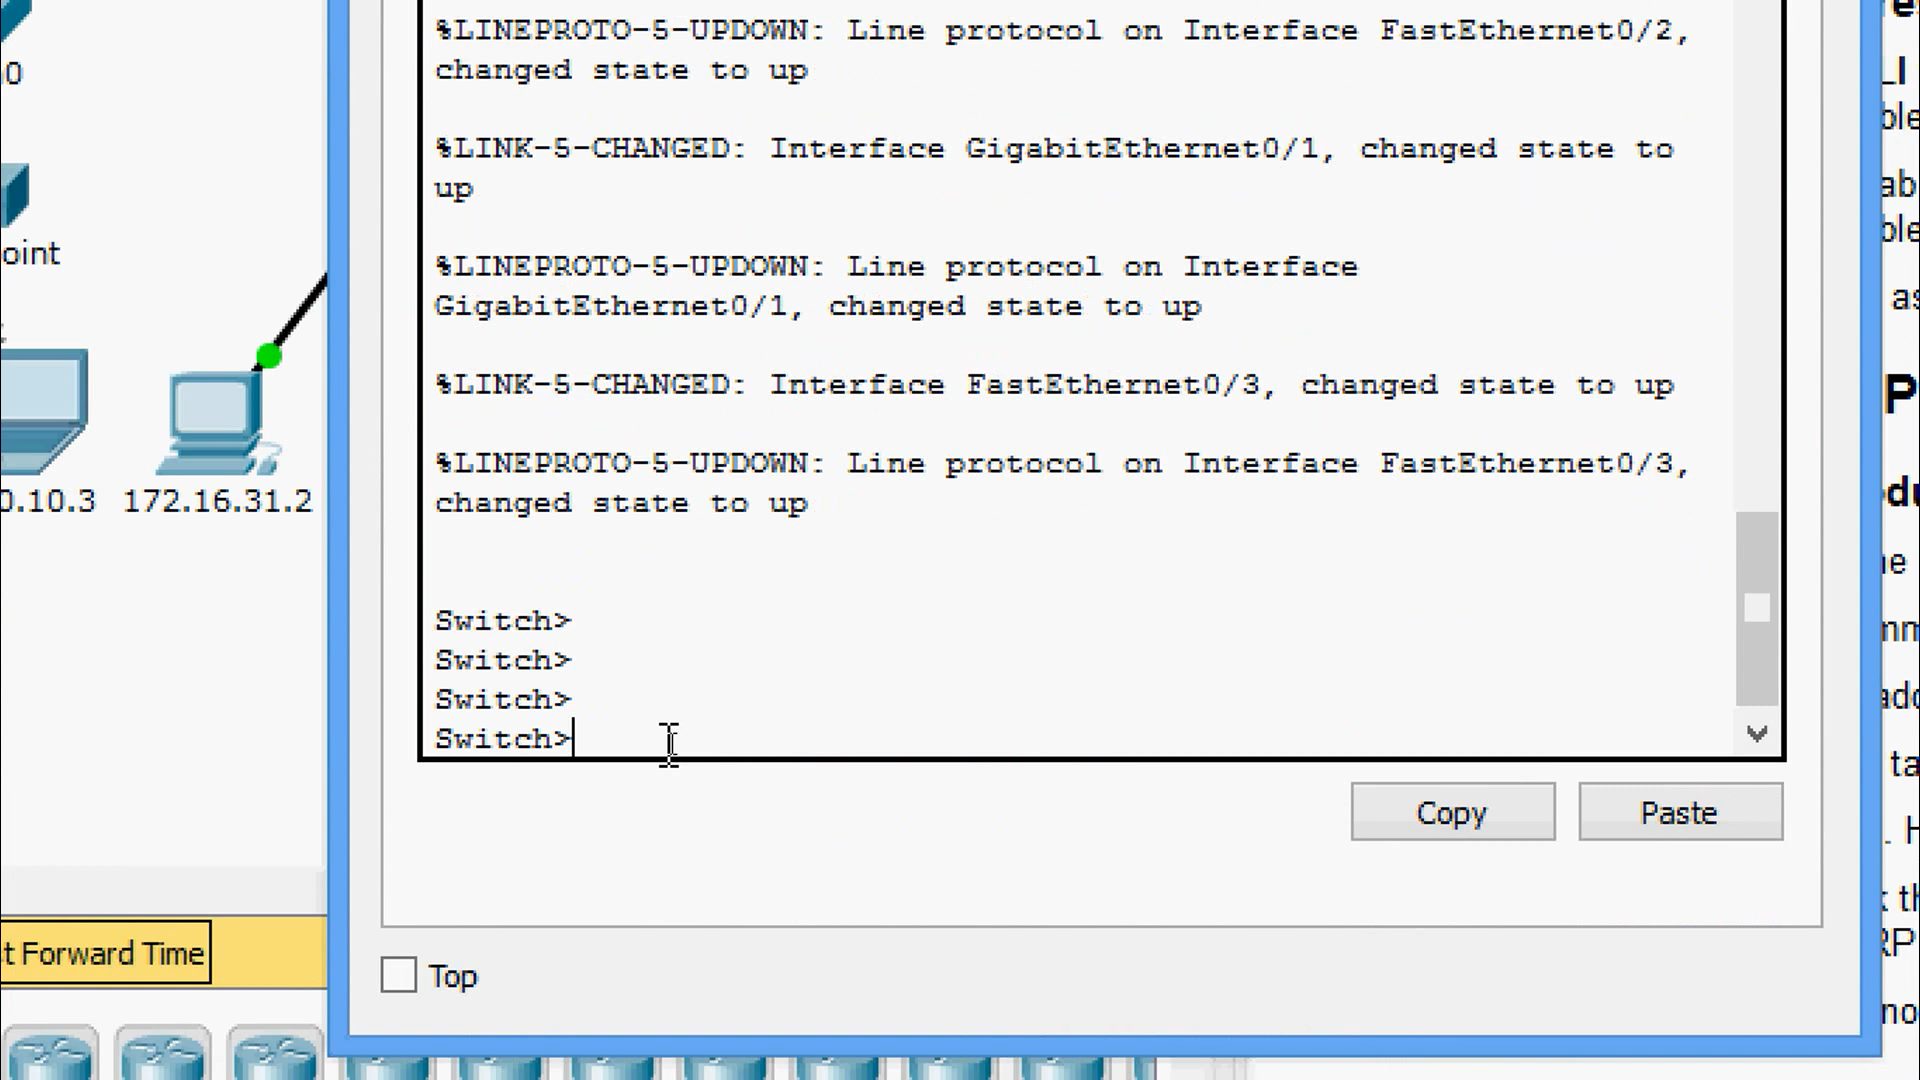 %LINEPROTO-5-UPDOWN: Line protocol on Interface FastEthernet0/2,
changed state to up
%LINK-5-CHANGED: Interface GigabitEthernet0/1, changed state to
up
%LINEPROTO-5-UPDOWN: Line protocol on Interface
GigabitEthernet0/1, changed state to up
%LINK-5-CHANGED: Interface FastEthernet0/3, changed state to up
%LINEPROTO-5-UPDOWN: Line protocol on Interface FastEthernet0/3,
changed state to up
Switch>
Switch>
Switch>
Switch>
Copy
Paste
Top
oint
0.10.3
172.16.31.2
t Forward Time